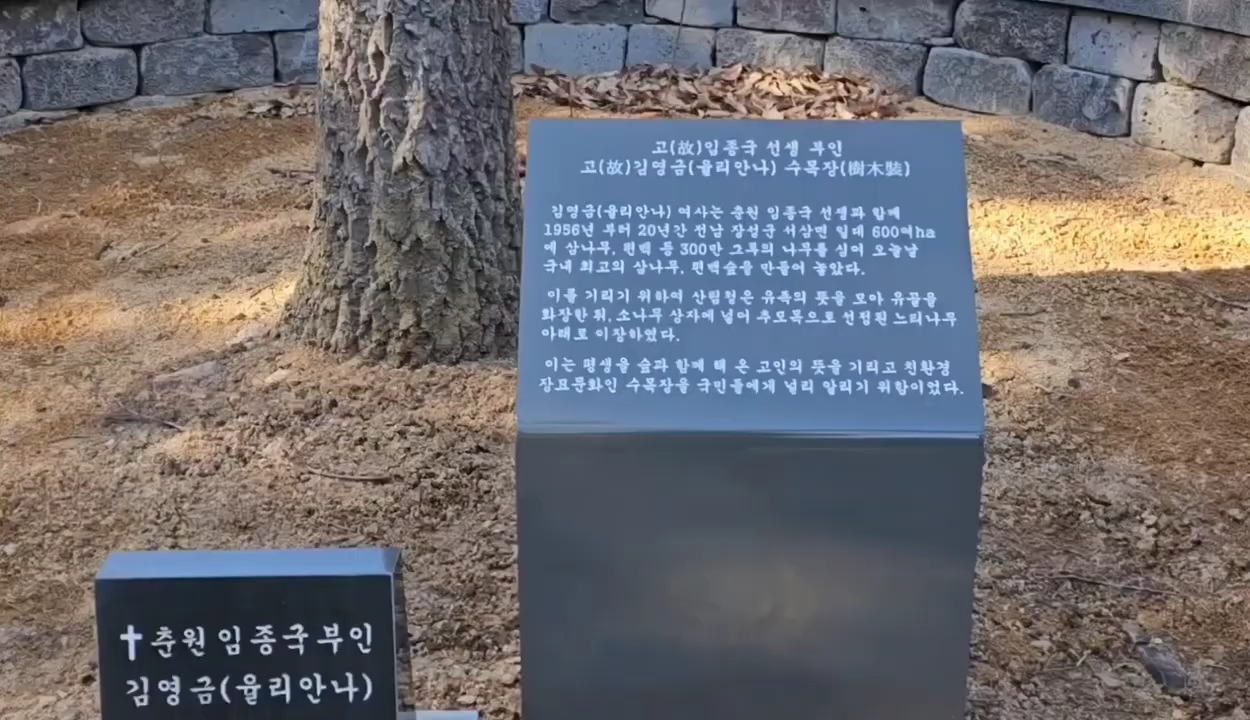 고(故)임종국 선생 부인
고(故)김영금(율리안나) 수목장(樹木葬)
김영금(율리안나) 여사는 춘원 임종국 선생과 함께
1956년 부터 20년간 전남 장성군 서삼면 일대 600여ha
에 삼나무, 편백 등 300만 그루의 나무를 심어 오늘날
국내 최고의 삼나무, 편백숲을 만들어 놓았다.
이를 기리기 위하여 산림청은 유족의 뜻을 모아 유골을
화장한 뒤, 소나무 상자에 넣어 추모목으로 선정된 느티나무
아래로 이장하였다.
이는 평생을 숲과 함께 해 온 고인의 뜻을 기리고 친환경
장묘문화인 수목장을 국민들에게 널리 알리기 위함이었다.
✝춘원 임종국부인
김영금(율리안나)